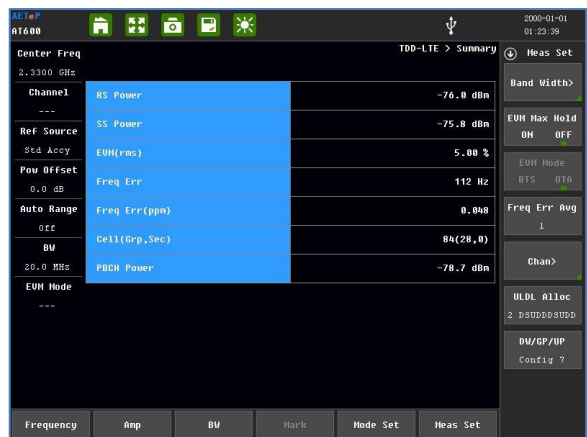 AETeP
AT600
2000-01-01
01:23:39
TDD-LTE > Summary
Center Freq
2.3300 GHz
Channel
---
Ref Source
Std Accy
Pow Offset
0.0 dB
Auto Range
Off
BW
20.0 MHz
EVM Mode
---
RS Power -76.0 dBm
SS Power -75.8 dBm
EVM(rms) 5.00 %
Freq Err 112 Hz
Freq Err(ppm) 0.048
Cell(Grp,Sec) 84(28,0)
PBCH Power -78.7 dBm
Meas Set
Band Width>
EVM Max Hold
ON OFF
EVM Mode
BTS OTA
Freq Err Avg
1
Chan>
ULDL Alloc
2 DSUDDDSUDD
DW/GP/UP
Config 7
Frequency Amp BW Mark Mode Set Meas Set